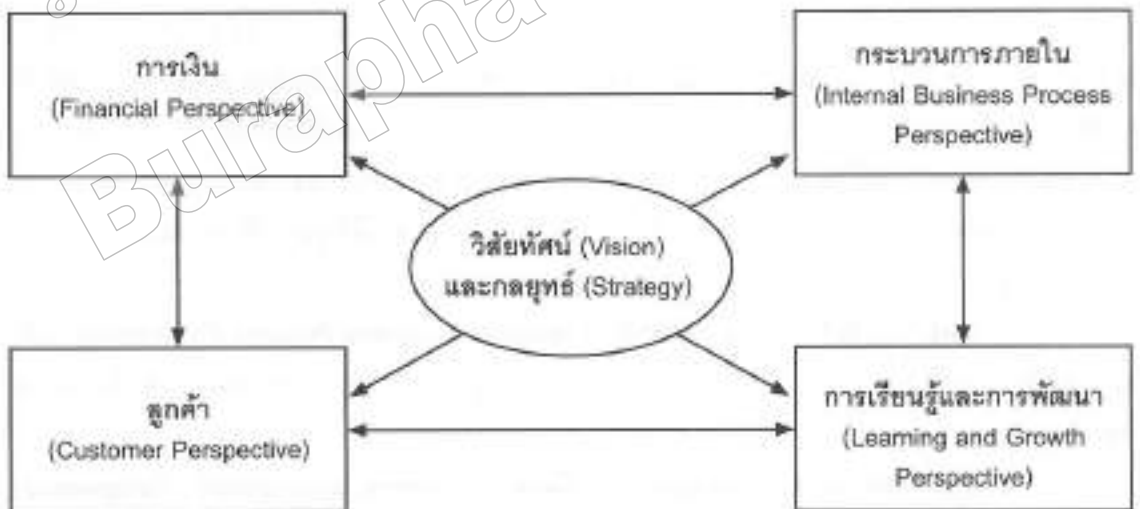 การเงิน
(Financial Perspective)
กระบวนการภายใน
(Internal Business Process
Perspective)
วิสัยทัศน์ (Vision)
และกลยุทธ์ (Strategy)
ลูกค้า
(Customer Perspective)
การเรียนรู้และการพัฒนา
(Learning and Growth
Perspective)
Burapha